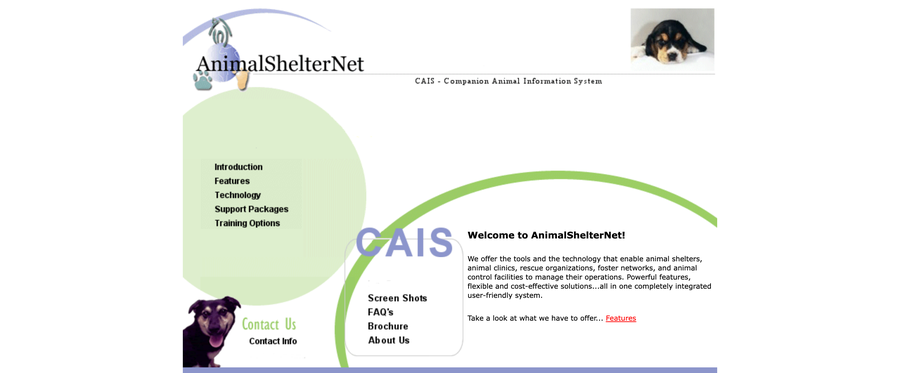 AnimalShelterNet
CAIS - Companion Animal Information System
Introduction
Features
Technology
Support Packages
Training Options
CAIS
Screen Shots
FAQ's
Brochure
About Us
Contact Us
Contact Info
Welcome to AnimalShelterNet!
We offer the tools and the technology that enable animal shelters,
animal clinics, rescue organizations, foster networks, and animal
control facilities to manage their operations. Powerful features,
flexible and cost-effective solutions...all in one completely integrated
user-friendly system.
Take a look at what we have to offer... Features